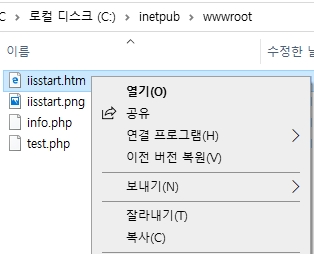 C > 로컬 디스크 (C:) > inetpub > wwwroot
이름 수정한 날
iisstart.htm
iisstart.png
info.php
test.php
열기(O)
공유
연결 프로그램(H)
이전 버전 복원(V)
보내기(N)
잘라내기(T)
복사(C)